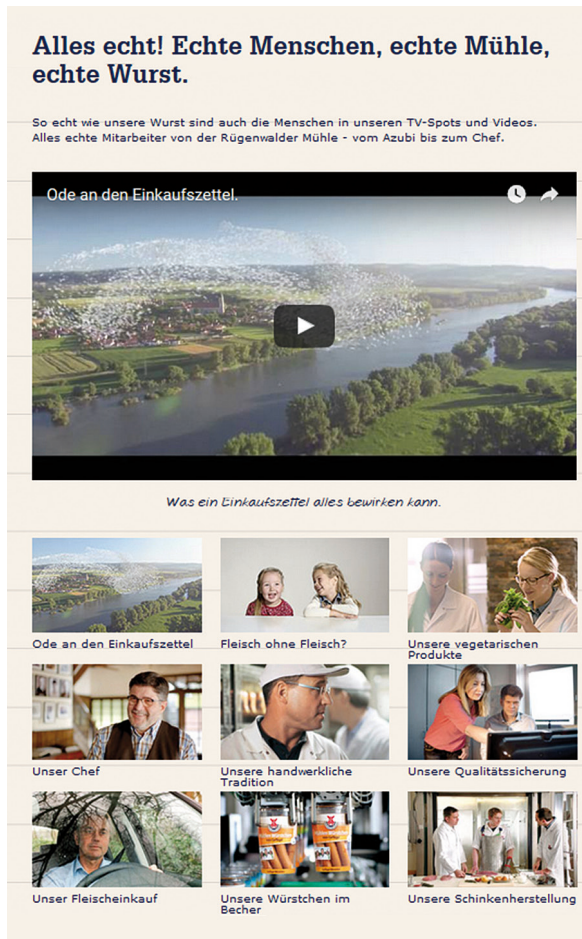 Alles echt! Echte Menschen, echte Mühle,
echte Wurst.
So echt wie unsere Wurst sind auch die Menschen in unseren TV-Spots und Videos.
Alles echte Mitarbeiter von der Rügenwalder Mühle - vom Azubi bis zum Chef.
Ode an den Einkaufszettel.
Was ein Einkaufszettel alles bewirken kann.
Ode an den Einkaufszettel
Fleisch ohne Fleisch?
Unsere vegetarischen
Produkte
Unser Chef
Unsere handwerkliche
Tradition
Unsere Qualitätssicherung
Unser Fleischeinkauf
Unsere Würstchen im
Becher
Unsere Schinkenherstellung